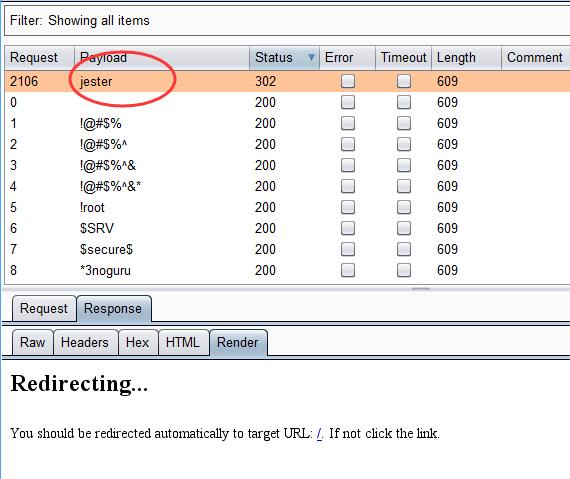 Filter: Showing all items
Request Payload Status Error Timeout Length Comment
2106 jester 302 609
0 200 609
1 !@#$% 200 609
2 !@#$%^ 200 609
3 !@#$%^& 200 609
4 !@#$%^&* 200 609
5 !root 200 609
6 $SRV 200 609
7 $secure$ 200 609
8 *3noguru 200 609
Request Response
Raw Headers Hex HTML Render
Redirecting...
You should be redirected automatically to target URL: /. If not click the link.